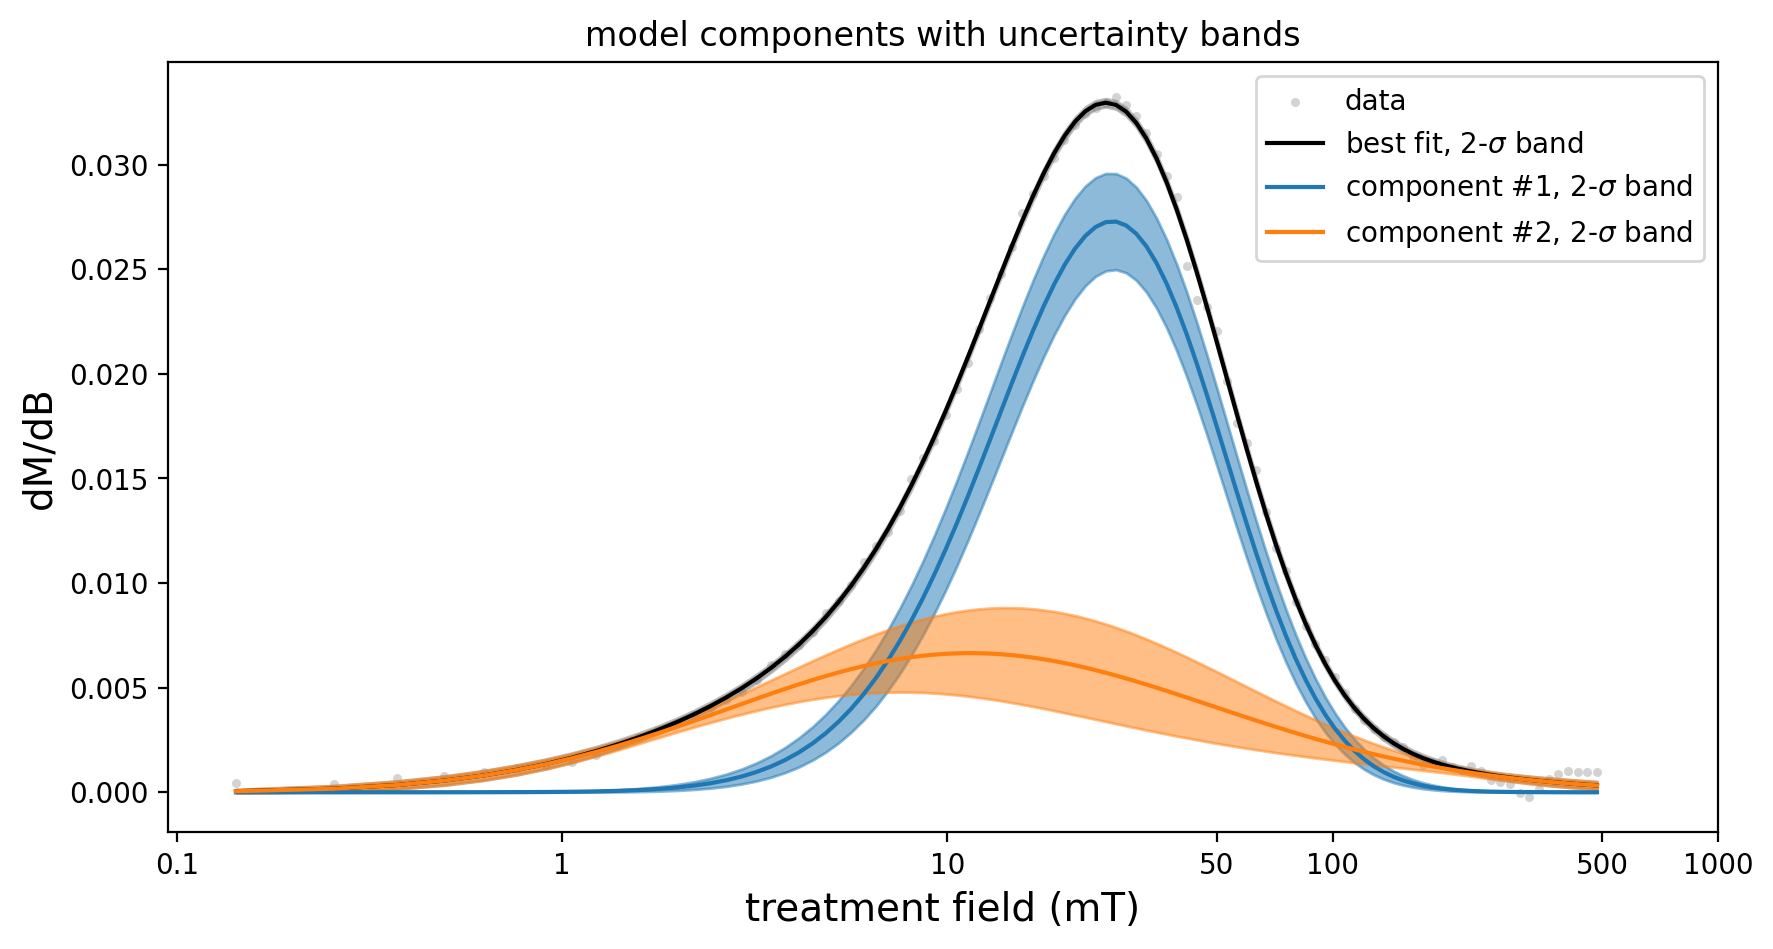 model components with uncertainty bands
data
best fit, 2-σ band
component #1, 2-σ band
component #2, 2-σ band
dM/dB
0.030
0.025
0.020
0.015
0.010
0.005
0.000
0.1 1 10 50 100 500 1000
treatment field (mT)